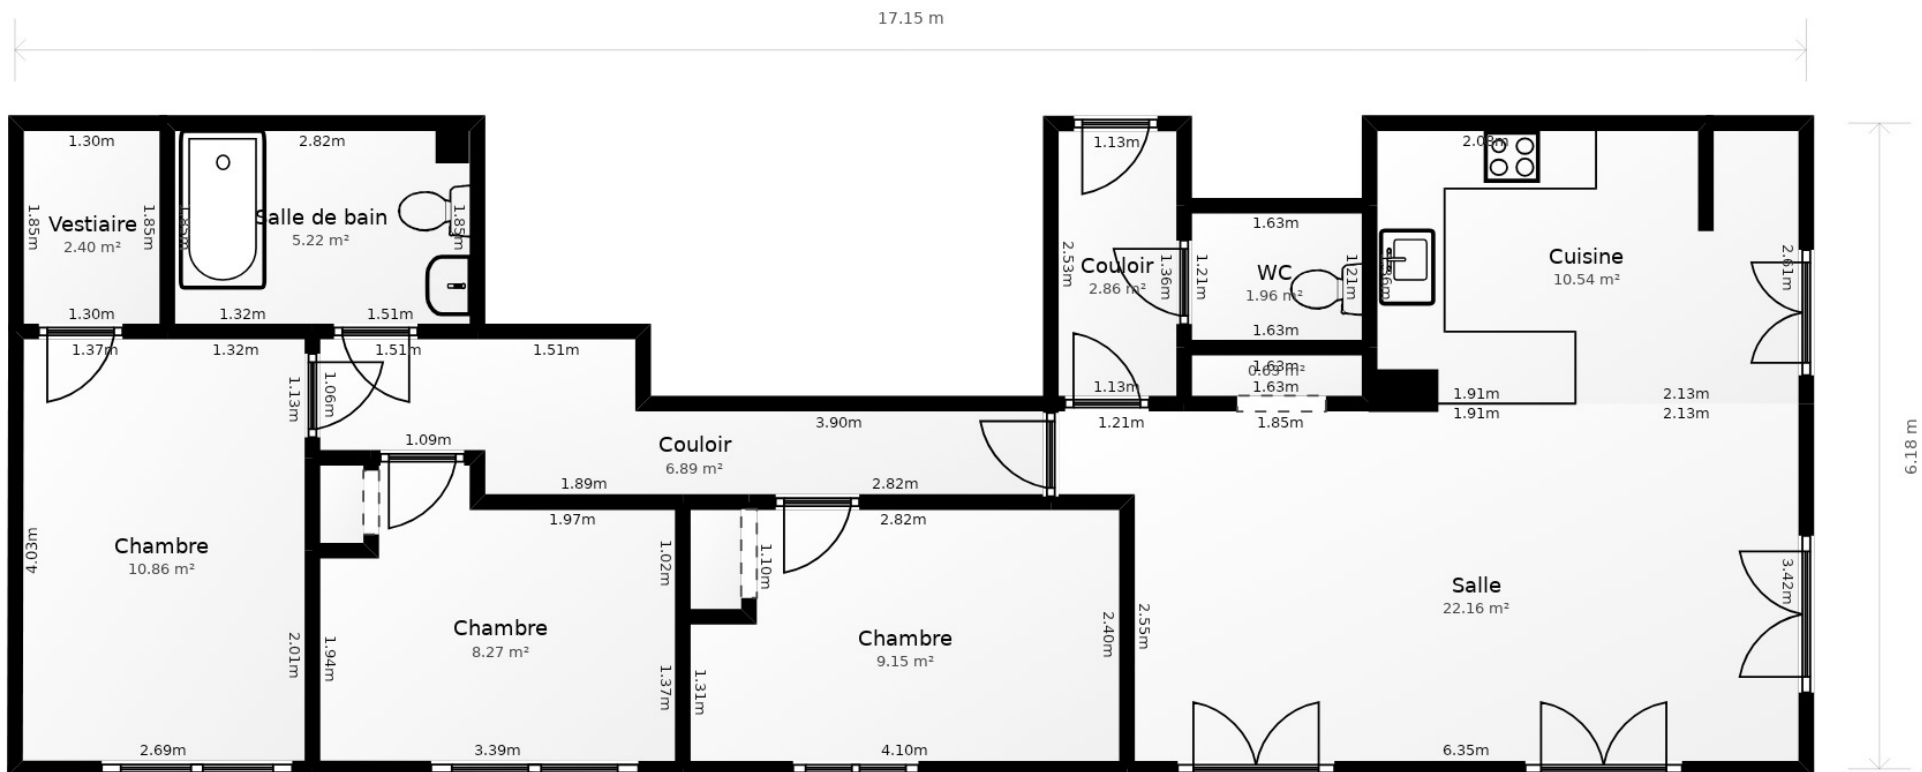 17.15 m
1.30m
2.82m
1.13m
2.08m
1.85m
Vestiaire
2.40 m²
1.85m
1.85m
Salle de bain
5.22 m²
1.85m
1.63m
2.53m
Couloir
2.86 m²
1.36m
1.21m
WC
1.96 m²
1.21m
Cuisine
10.54 m²
2.61m
1.30m
1.32m
1.51m
1.63m
1.37m
1.32m
1.51m
1.51m
1.63m
1.13m
1.63m
1.91m
2.13m
1.13m
1.06m
3.90m
1.21m
1.85m
1.91m
2.13m
1.09m
Couloir
6.89 m²
6.18 m
1.89m
2.82m
1.97m
2.82m
4.03m
Chambre
10.86 m²
1.02m
1.10m
Salle
22.16 m²
3.42m
2.01m
1.94m
Chambre
8.27 m²
1.37m
1.31m
Chambre
9.15 m²
2.40m
2.55m
2.69m
3.39m
4.10m
6.35m